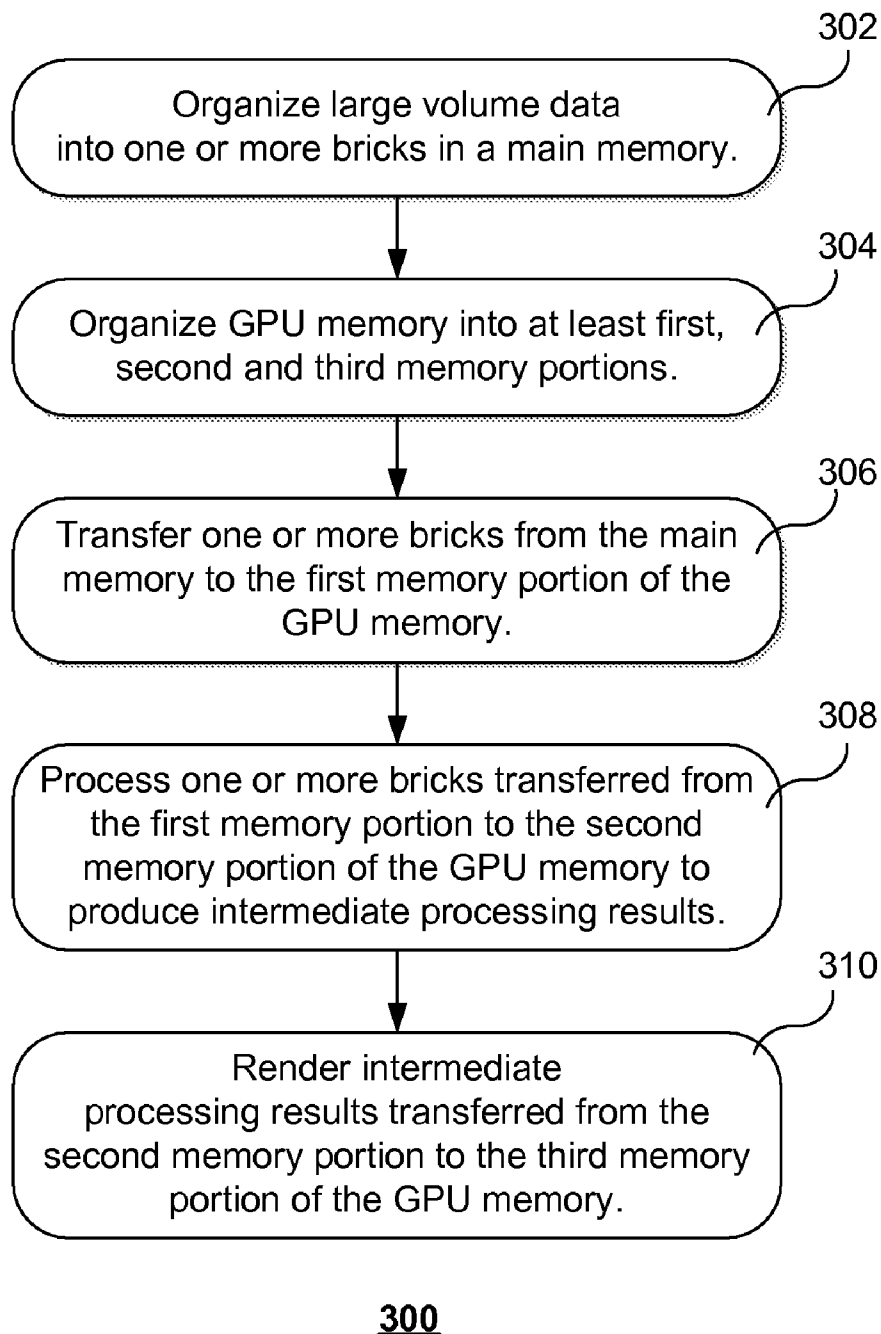 302
Organize large volume data
into one or more bricks in a main memory.
304
Organize GPU memory into at least first,
second and third memory portions.
306
Transfer one or more bricks from the main
memory to the first memory portion of the
GPU memory.
308
Process one or more bricks transferred from
the first memory portion to the second
memory portion of the GPU memory to
produce intermediate processing results.
310
Render intermediate
processing results transferred from the
second memory portion to the third memory
portion of the GPU memory.
300